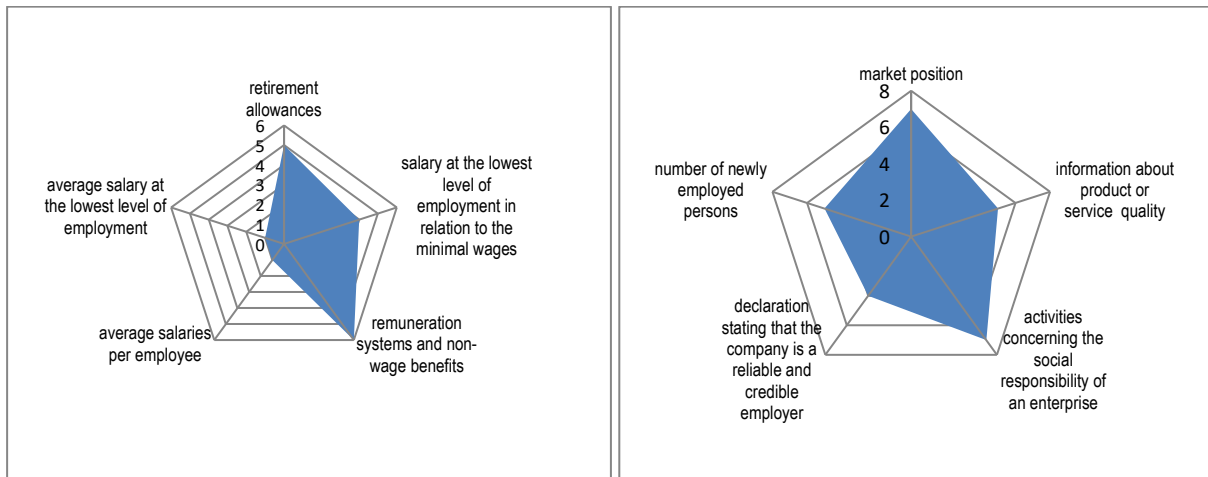 retirement
allowances
6
5
4
3
2
1
0
salary at the lowest
level of
employment in
relation to the
minimal wages
remuneration
systems and non-
wage benefits
average salaries
per employee
average salary at
the lowest level of
employment
market position
8
6
4
2
0
information about
product or
service quality
activities
concerning the
social
responsibility of
an enterprise
declaration
stating that the
company is a
reliable and
credible
employer
number of newly
employed
persons